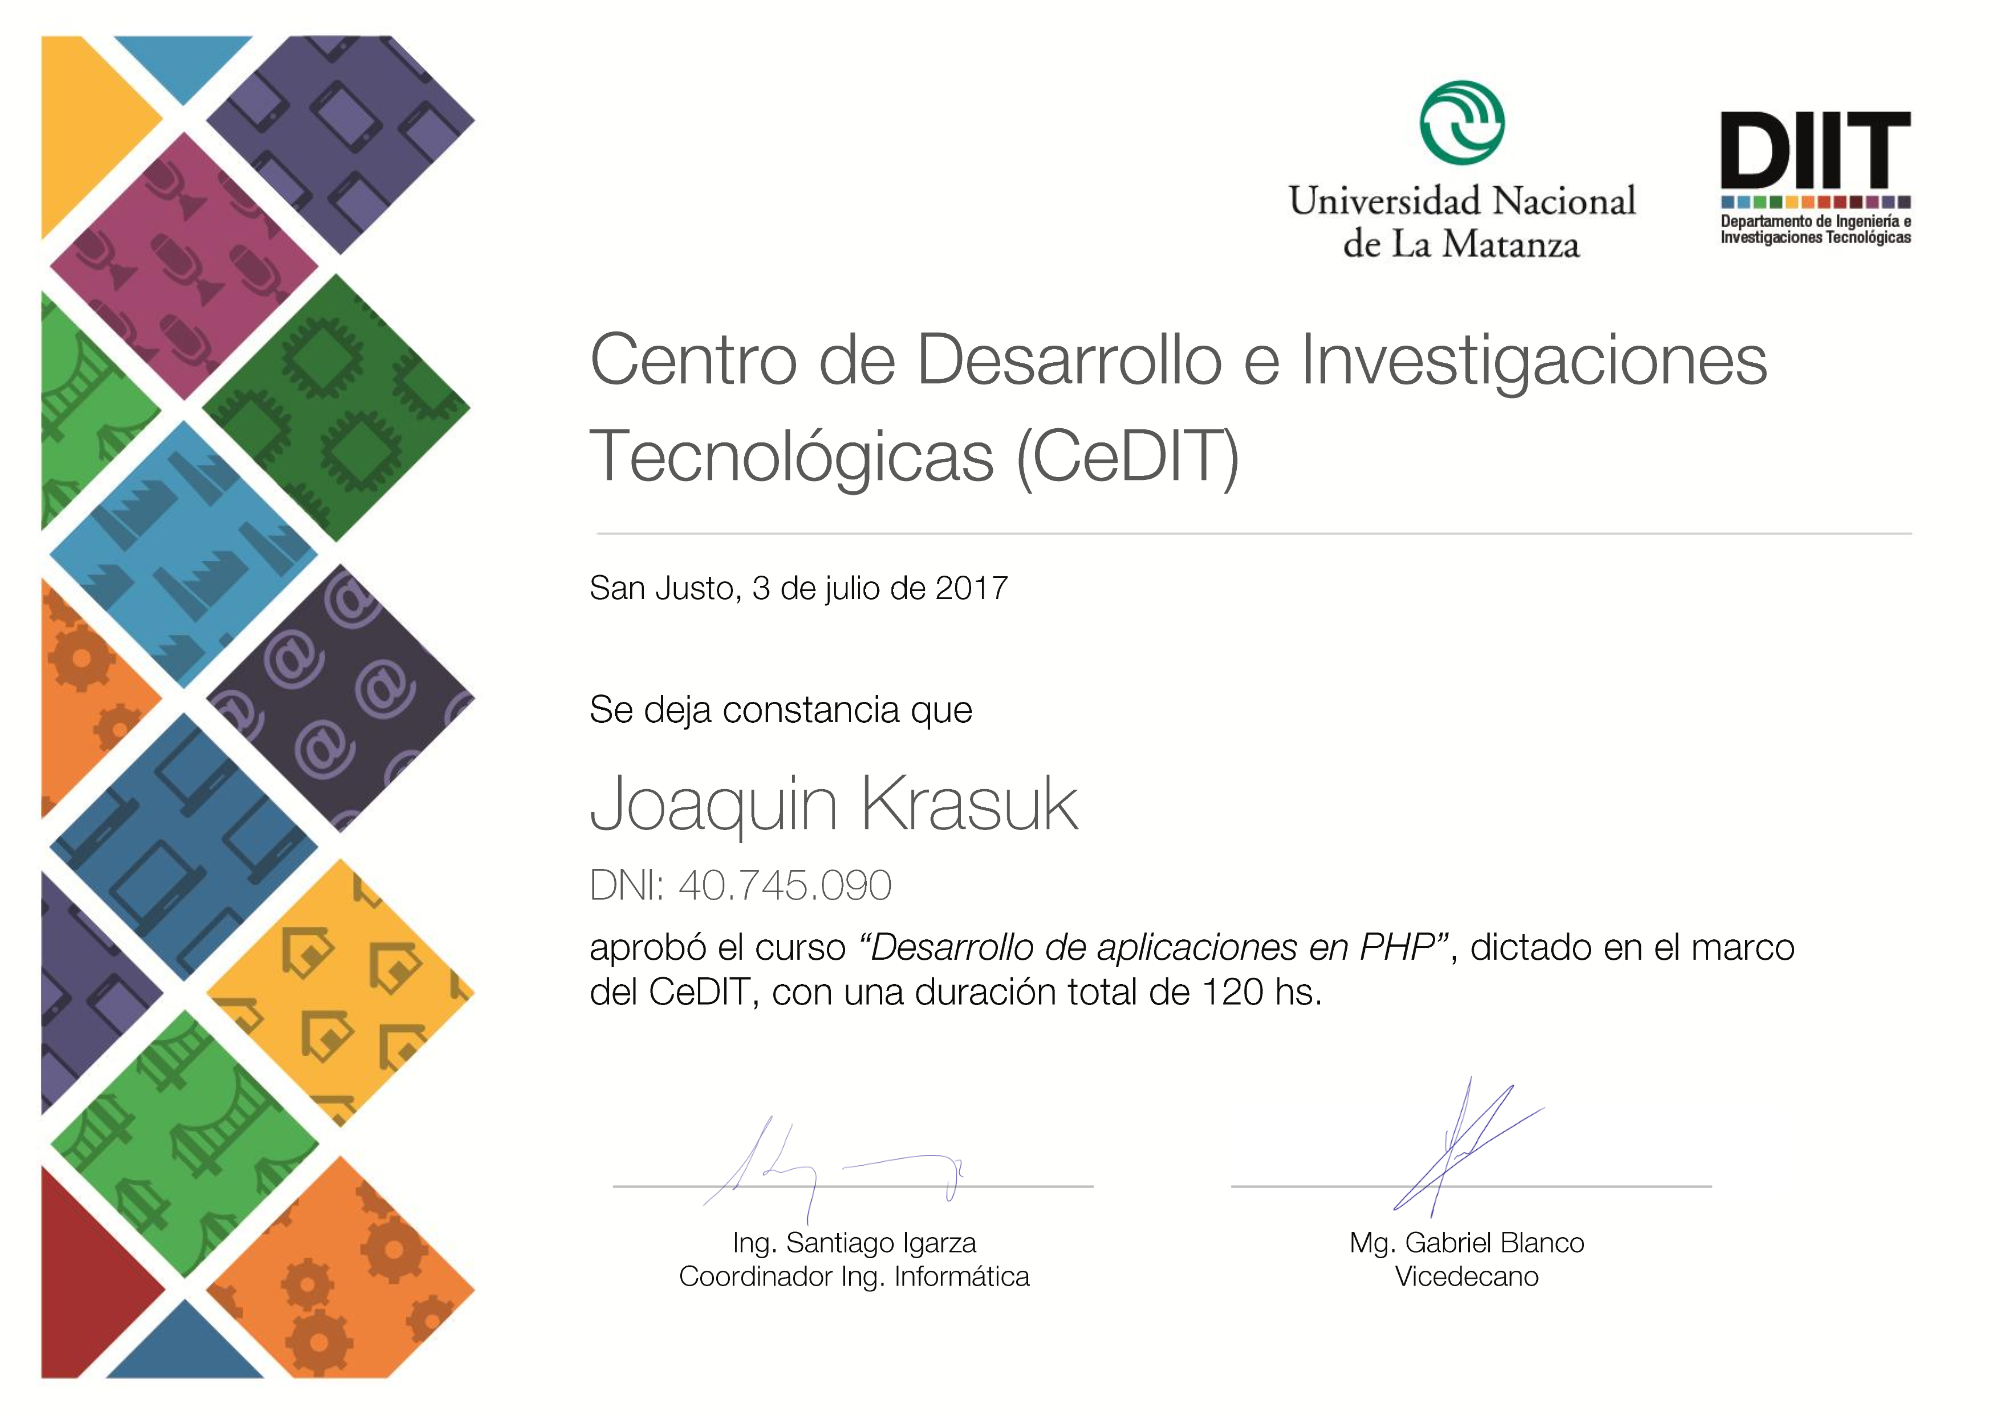 Universidad Nacional
de La Matanza
DIIT
Departamento de Ingeniería e
Investigaciones Tecnológicas
Centro de Desarrollo e Investigaciones
Tecnológicas (CeDIT)
San Justo, 3 de julio de 2017
Se deja constancia que
Joaquin Krasuk
DNI: 40.745.090
aprobó el curso “Desarrollo de aplicaciones en PHP”, dictado en el marco
del CeDIT, con una duración total de 120 hs.
Ing. Santiago Igarza
Coordinador Ing. Informática
Mg. Gabriel Blanco
Vicedecano